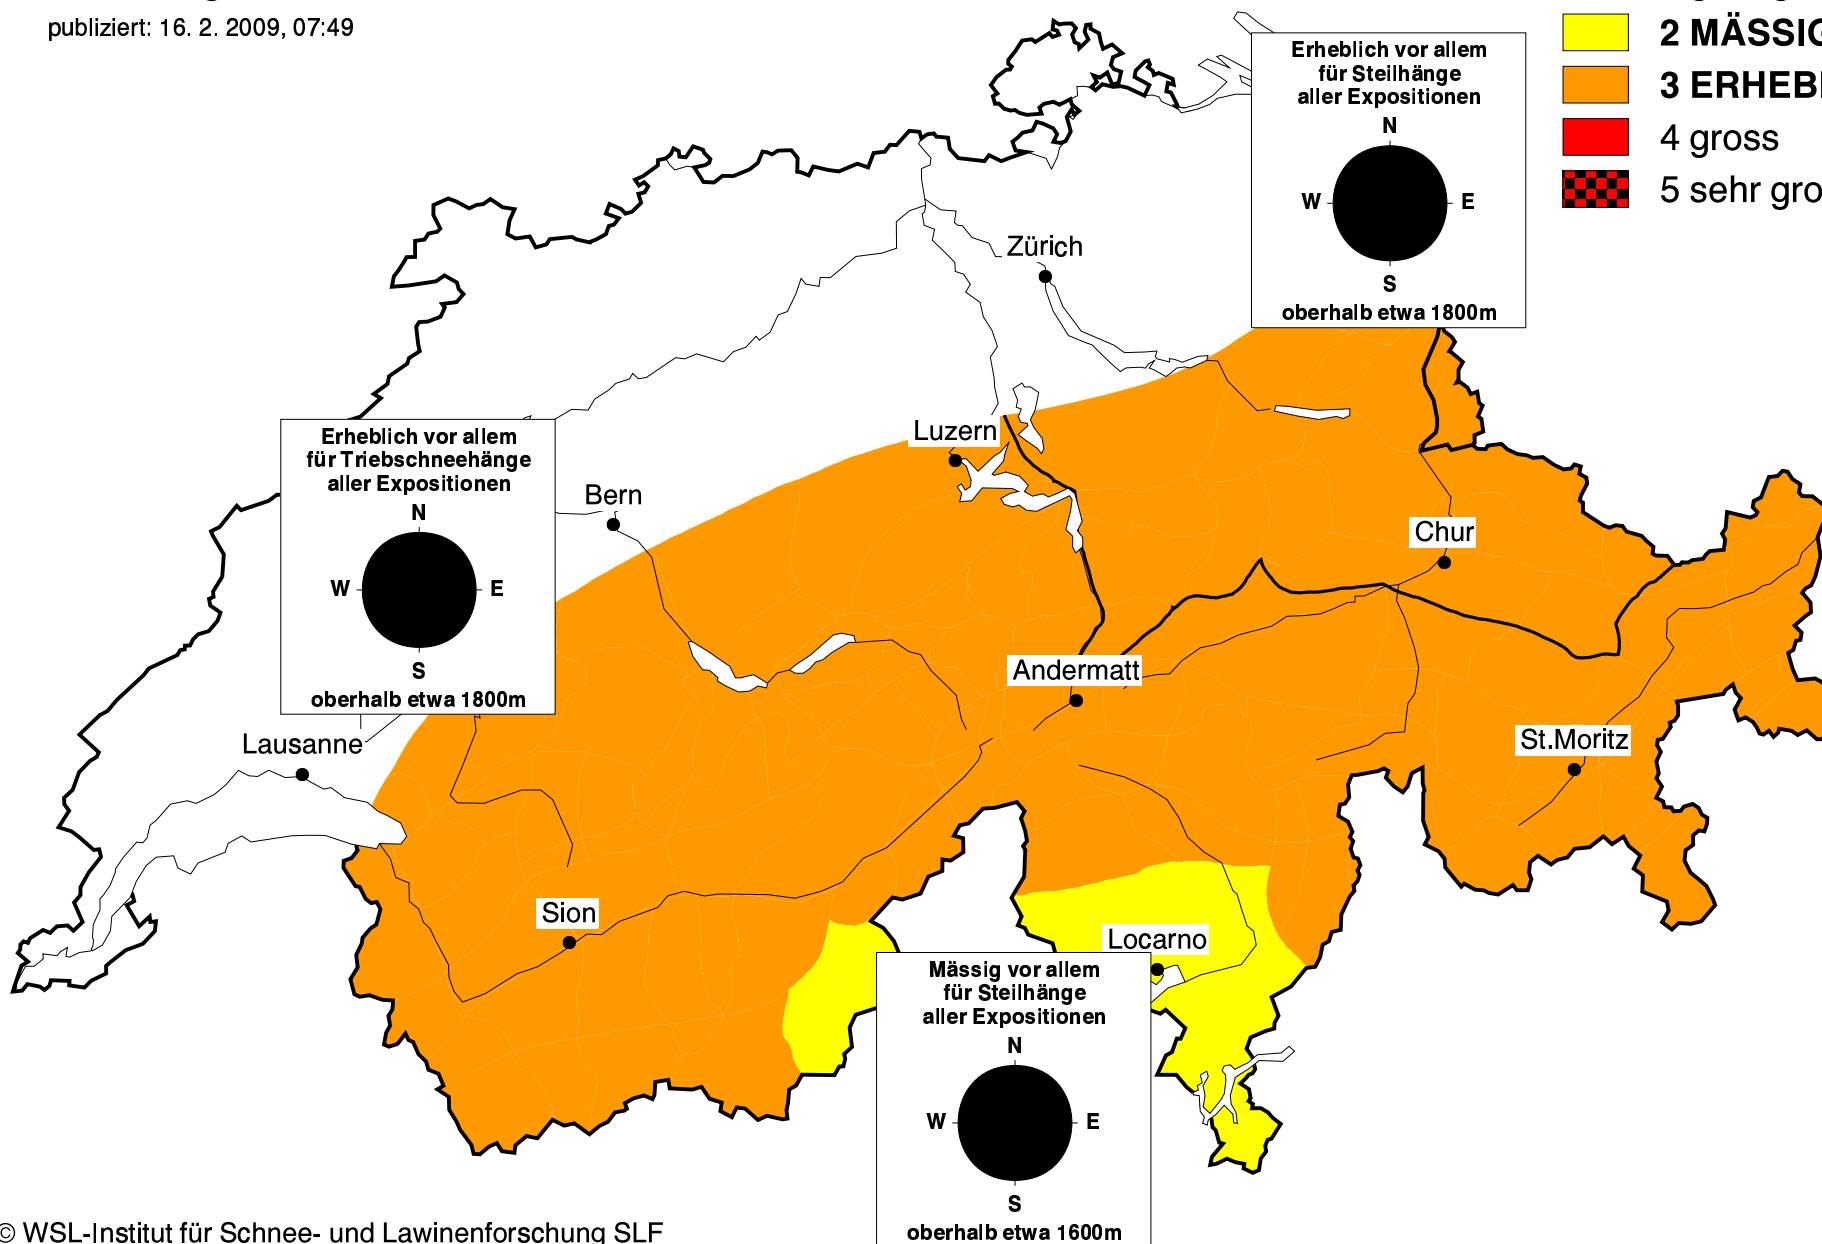 publiziert: 16. 2. 2009, 07:49
2 MÄSSIG
3
4 gross
5 sehr
Erheblich vor allem
für Steilhänge
aller Expositionen
N
W E
S
oberhalb etwa 1800m
Zürich
Luzern
Erheblich vor allem
für Triebschneehänge
aller Expositionen
N
W E
S
oberhalb etwa 1800m
Bern
Chur
Andermatt
Lausanne
St.Moritz
Sion
Locarno
Mässig vor allem
für Steilhänge
aller Expositionen
N
W E
S
oberhalb etwa 1600m
© WSL-Institut für Schnee- und Lawinenforschung SLF